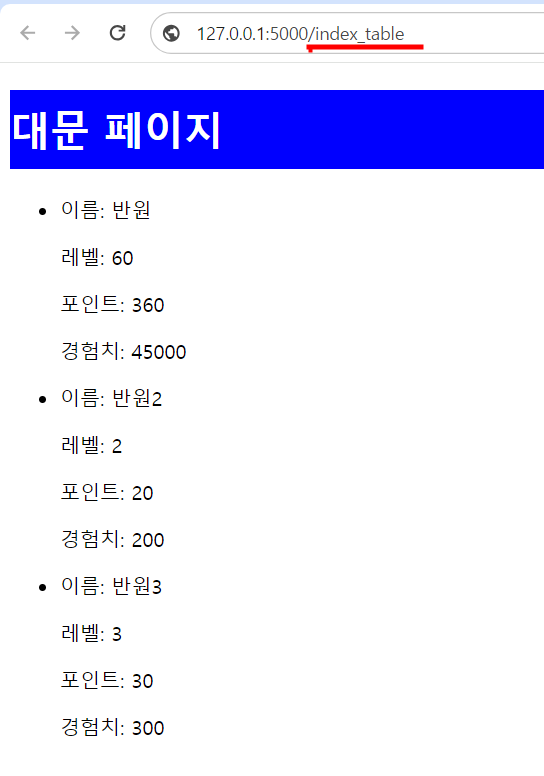 127.0.0.1:5000/index_table
대문 페이지
이름: 반원
레벨: 60
포인트: 360
경험치: 45000
이름: 반원2
레벨: 2
포인트: 20
경험치: 200
이름: 반원3
레벨: 3
포인트: 30
경험치: 300